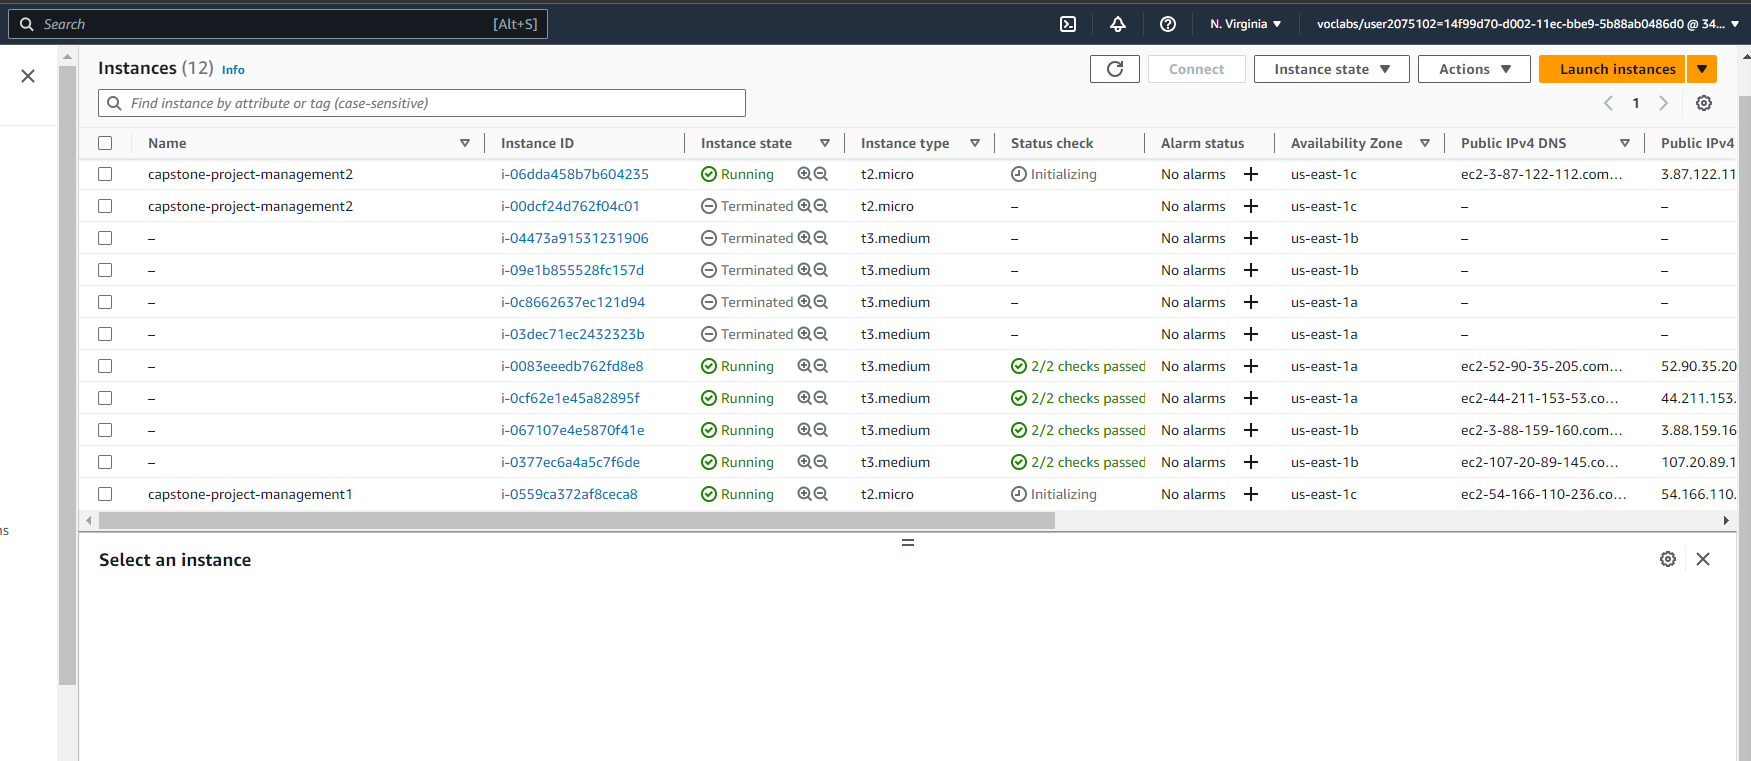 Search [Alt+S] N. Virginia voclabs/user2075102=14f99d70-d002-11ec-bbe9-5b88ab0486d0 @ 34...
Instances (12) Info Connect Instance state Actions Launch instances
Find instance by attribute or tag (case-sensitive) 1
Name Instance ID Instance state Instance type Status check Alarm status Availability Zone Public IPv4 DNS Public IPv4
capstone-project-management2 i-06dda458b7b604235 Running t2.micro Initializing No alarms + us-east-1c ec2-3-87-122-112.com... 3.87.122.11
capstone-project-management2 i-00dcf24d762f04c01 Terminated t2.micro – No alarms + us-east-1c – –
– i-04473a91531231906 Terminated t3.medium – No alarms + us-east-1b – –
– i-09e1b855528fc157d Terminated t3.medium – No alarms + us-east-1b – –
– i-0c8662637ec121d94 Terminated t3.medium – No alarms + us-east-1a – –
– i-03dec71ec2432323b Terminated t3.medium – No alarms + us-east-1a – –
– i-0083eeedb762fd8e8 Running t3.medium 2/2 checks passed No alarms + us-east-1a ec2-52-90-35-205.com... 52.90.35.20
– i-0cf62e1e45a82895f Running t3.medium 2/2 checks passed No alarms + us-east-1a ec2-44-211-153-53.co... 44.211.153.
– i-067107e4e5870f41e Running t3.medium 2/2 checks passed No alarms + us-east-1b ec2-3-88-159-160.com... 3.88.159.16
– i-0377ec6a4a5c7f6de Running t3.medium 2/2 checks passed No alarms + us-east-1b ec2-107-20-89-145.co... 107.20.89.1
capstone-project-management1 i-0559ca372af8ceca8 Running t2.micro Initializing No alarms + us-east-1c ec2-54-166-110-236.co... 54.166.110.
ns
Select an instance